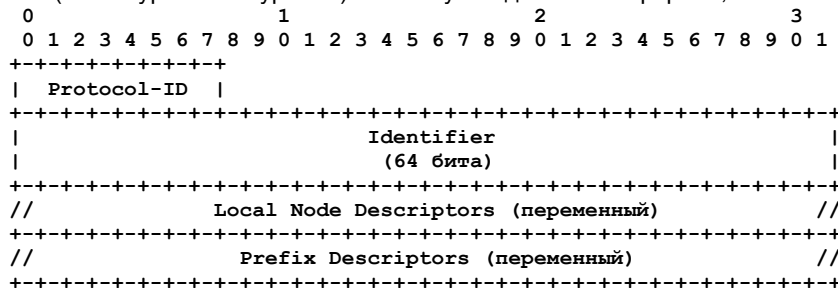 0                   1                   2                   3
0 1 2 3 4 5 6 7 8 9 0 1 2 3 4 5 6 7 8 9 0 1 2 3 4 5 6 7 8 9 0 1
+-+-+-+-+-+-+-+-+
|  Protocol-ID  |
+-+-+-+-+-+-+-+-+-+-+-+-+-+-+-+-+-+-+-+-+-+-+-+-+-+-+-+-+-+-+-+-+
|                           Identifier                          |
|                            (64 бита)                          |
+-+-+-+-+-+-+-+-+-+-+-+-+-+-+-+-+-+-+-+-+-+-+-+-+-+-+-+-+-+-+-+-+
//              Local Node Descriptors (переменный)            //
+-+-+-+-+-+-+-+-+-+-+-+-+-+-+-+-+-+-+-+-+-+-+-+-+-+-+-+-+-+-+-+-+
//                Prefix Descriptors (переменный)              //
+-+-+-+-+-+-+-+-+-+-+-+-+-+-+-+-+-+-+-+-+-+-+-+-+-+-+-+-+-+-+-+-+